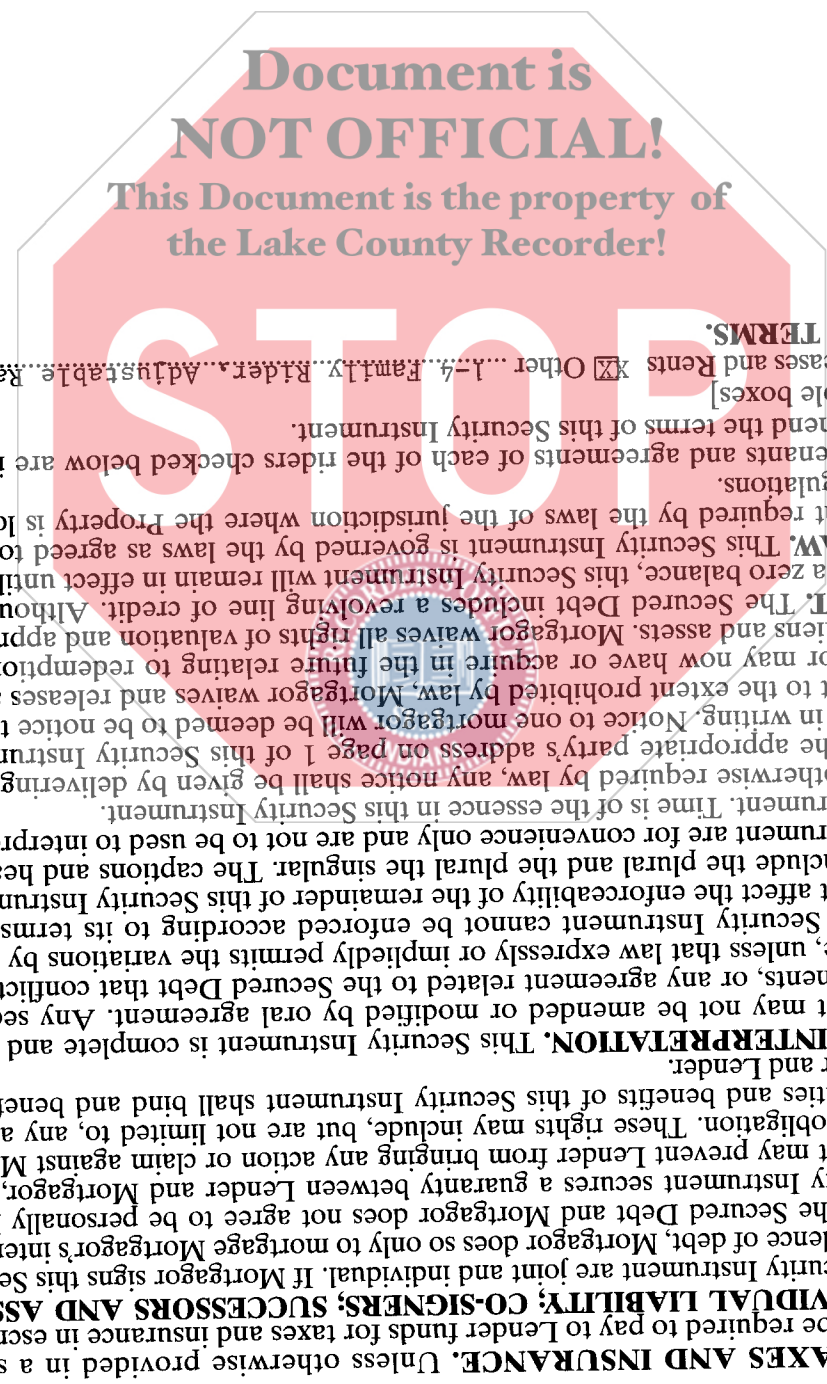 Document is
NOT OFFICIAL!
This Document is the property of
the Lake County Recorder!
STOP
AXES AND INSURANCE. Unless otherwise provided in a s
be required to pay to Lender funds for taxes and insurance in escr
VIDUAL LIABILITY; CO-SIGNERS; SUCCESSORS AND ASS
curity Instrument are joint and individual. If Mortgagor signs this Se
lence of debt, Mortgagor does so only to mortgage Mortgagor's inter
he Secured Debt and Mortgagor does not agree to be personally
y Instrument secures a guaranty between Lender and Mortgagor,
t may prevent Lender from bringing any action or claim against M
obligation. These rights may include, but are not limited to, any a
ties and benefits of this Security Instrument shall bind and benef
r and Lender.
INTERPRETATION. This Security Instrument is complete and
t may not be amended or modified by oral agreement. Any sec
ments, or any agreement related to the Secured Debt that conflict
e, unless that law expressly or impliedly permits the variations by
Security Instrument cannot be enforced according to its terms
t affect the enforceability of the remainder of this Security Instrum
nclude the plural and the plural the singular. The captions and hea
rument are for convenience only and are not to be used to interpre
rument. Time is of the essence in this Security Instrument.
otherwise required by law, any notice shall be given by delivering
he appropriate party's address on page 1 of this Security Instrum
in writing. Notice to one mortgagor will be deemed to be notice t
t to the extent prohibited by law, Mortgagor waives and releases
or may now have or acquire in the future relating to redemption
liens and assets. Mortgagor waives all rights of valuation and appr
T. The Secured Debt includes a revolving line of credit. Althou
a zero balance, this Security Instrument will remain in effect until
AW. This Security Instrument is governed by the laws as agreed to
t required by the laws of the jurisdiction where the Property is lo
gulations.
enants and agreements of each of the riders checked below are i
mend the terms of this Security Instrument.
le boxes]
eases and Rents XX Other ...1-4 Family Rider, Adjustable Ra
TERMS.